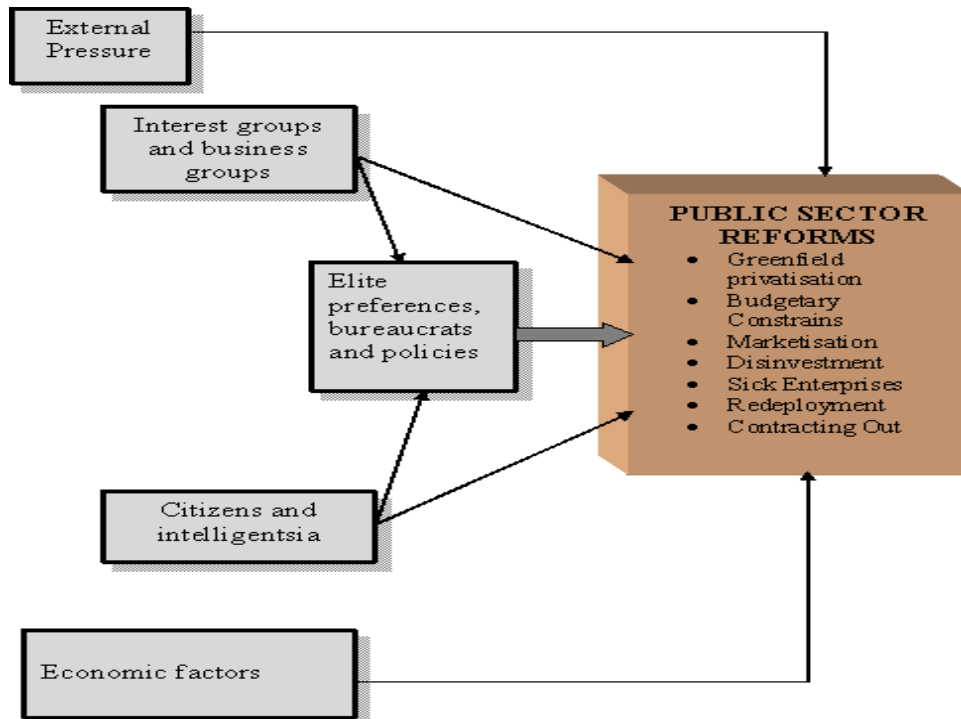 External
Pressure
Interest groups
and business
groups
PUBLIC SECTOR
REFORMS
• Greenfield
privatisation
• Budgetary
Constrains
• Marketisation
• Disinvestment
• Sick Enterprises
• Redeployment
• Contracting Out
Elite
preferences,
bureaucrats
and policies
Citizens and
intelligentsia
Economic factors